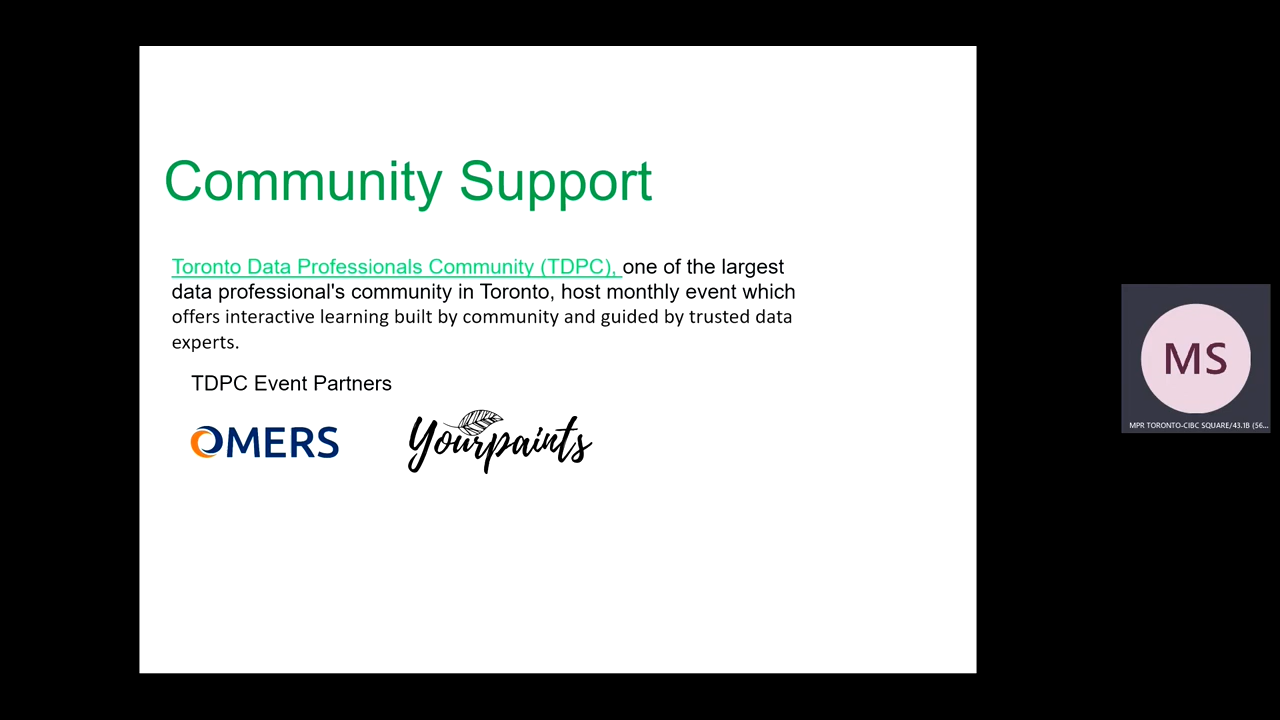 Community Support
Toronto Data Professionals Community (TDPC), one of the largest
data professional's community in Toronto, host monthly event which
offers interactive learning built by community and guided by trusted data
experts.
TDPC Event Partners
OMERS
Yourpaints
MS
MPR TORONTO-CIBC SQUARE/43.1B (56...